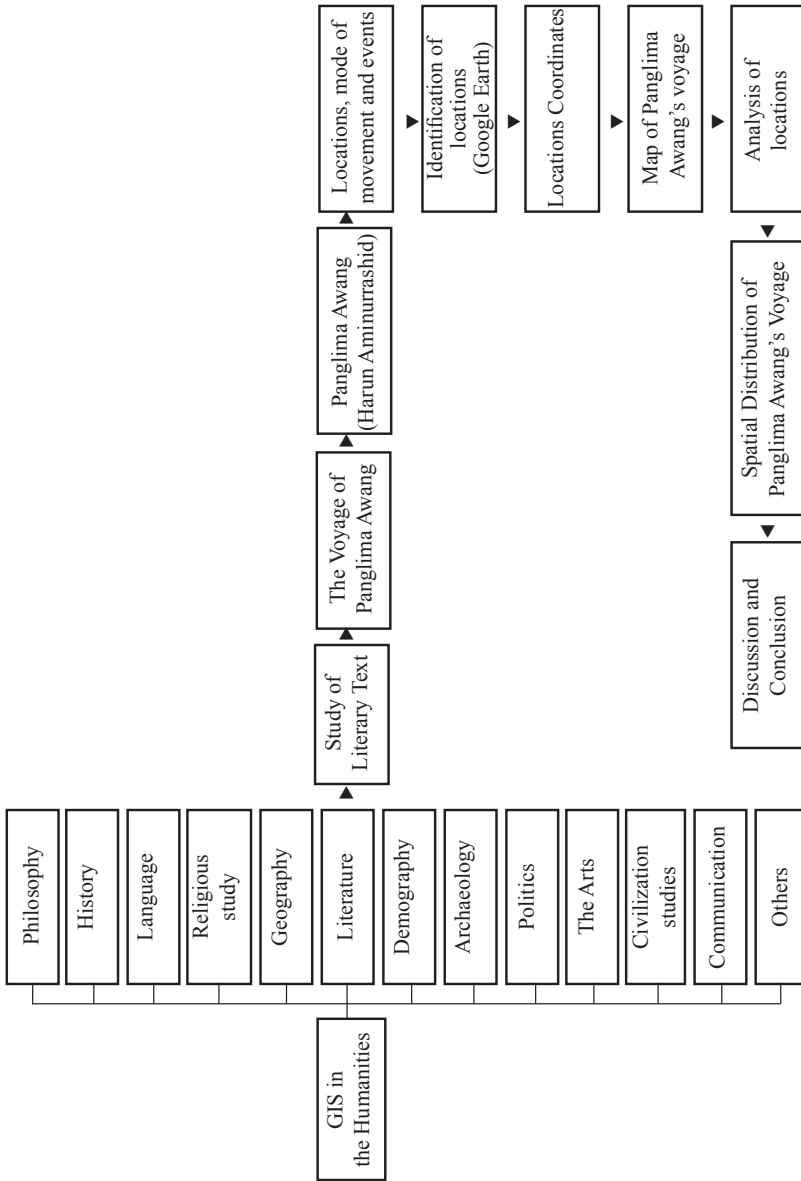 GIS in
the Humanities
Philosophy
History
Language
Religious
study
Geography
Literature
Demography
Archaeology
Politics
The Arts
Civilization
studies
Communication
Others
Study of
Literary Text
The Voyage of
Panglima Awang
Panglima Awang
(Harun Aminurrashid)
Locations, mode of
movement and events
Identification of
locations
(Google Earth)
Locations Coordinates
Map of Panglima
Awang’s voyage
Analysis of
locations
Spatial Distribution of
Panglima Awang’s Voyage
Discussion and
Conclusion